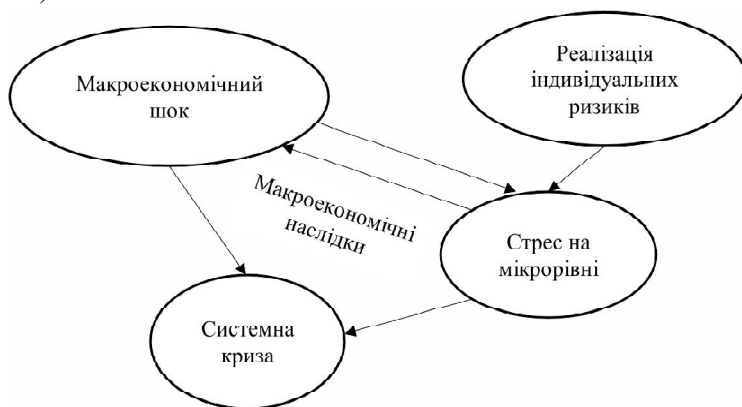 )
Макроекономічний
шок
Реалізація
індивідуальних
ризиків
Макроекономічні
наслідки
Стрес на
мікрорівні
Системна
криза